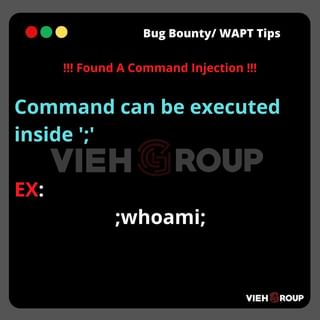 Bug Bounty/ WAPT Tips
!!! Found A Command Injection !!!
Command can be executed
inside ';'
VIEH GROUP
EX:
;whoami;
VIEH GROUP